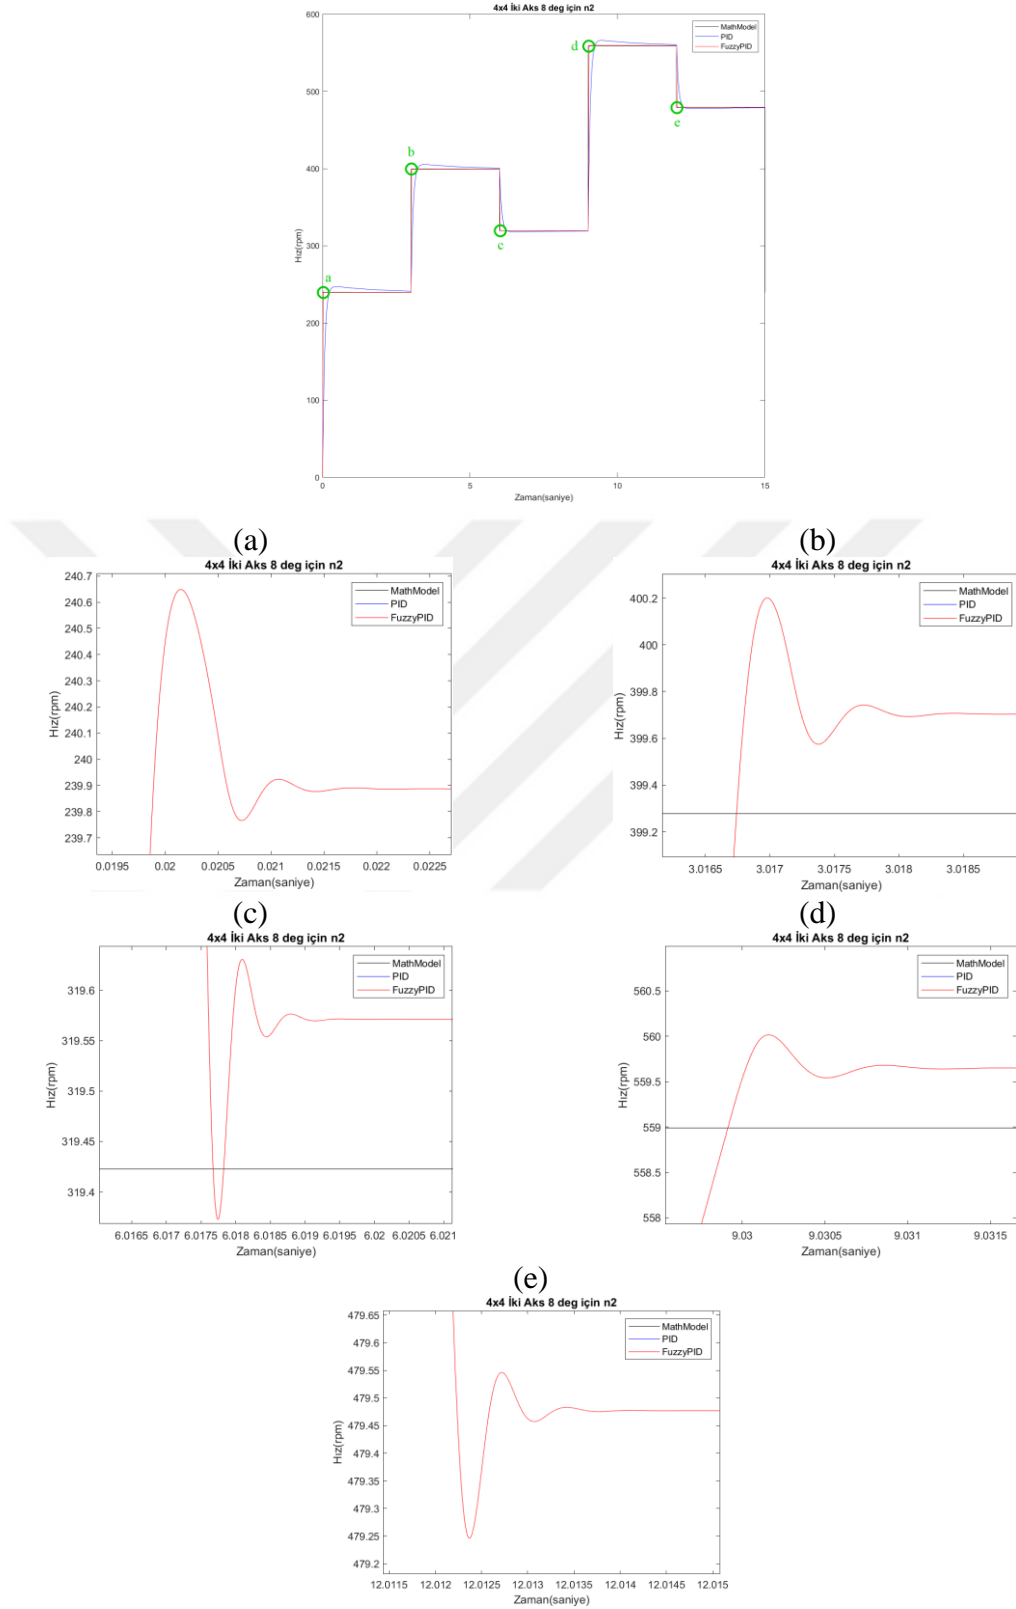 4x4 İki Aks 8 deg için n2
600
500
400
300
200
100
0
0
5
10
15
Hız(rpm)
Zaman(saniye)
MathModel
PID
FuzzyPID
a
b
c
d
e
(a)
4x4 İki Aks 8 deg için n2
240.7
240.6
240.5
240.4
240.3
240.2
240.1
240
239.9
239.8
239.7
Hız(rpm)
0.0195
0.02
0.0205
0.021
0.0215
0.022
0.0225
Zaman(saniye)
MathModel
PID
FuzzyPID
(b)
4x4 İki Aks 8 deg için n2
400.2
400
399.8
399.6
399.4
399.2
Hız(rpm)
3.0165
3.017
3.0175
3.018
3.0185
Zaman(saniye)
MathModel
PID
FuzzyPID
(c)
4x4 İki Aks 8 deg için n2
319.6
319.55
319.5
319.45
319.4
Hız(rpm)
6.0165
6.017
6.0175
6.018
6.0185
6.019
6.0195
6.02
6.0205
6.021
Zaman(saniye)
MathModel
PID
FuzzyPID
(d)
4x4 İki Aks 8 deg için n2
560.5
560
559.5
559
558.5
558
Hız(rpm)
9.03
9.0305
9.031
9.0315
Zaman(saniye)
MathModel
PID
FuzzyPID
(e)
4x4 İki Aks 8 deg için n2
479.65
479.6
479.55
479.5
479.45
479.4
479.35
479.3
479.25
479.2
Hız(rpm)
12.0115
12.012
12.0125
12.013
12.0135
12.014
12.0145
12.015
Zaman(saniye)
MathModel
PID
FuzzyPID